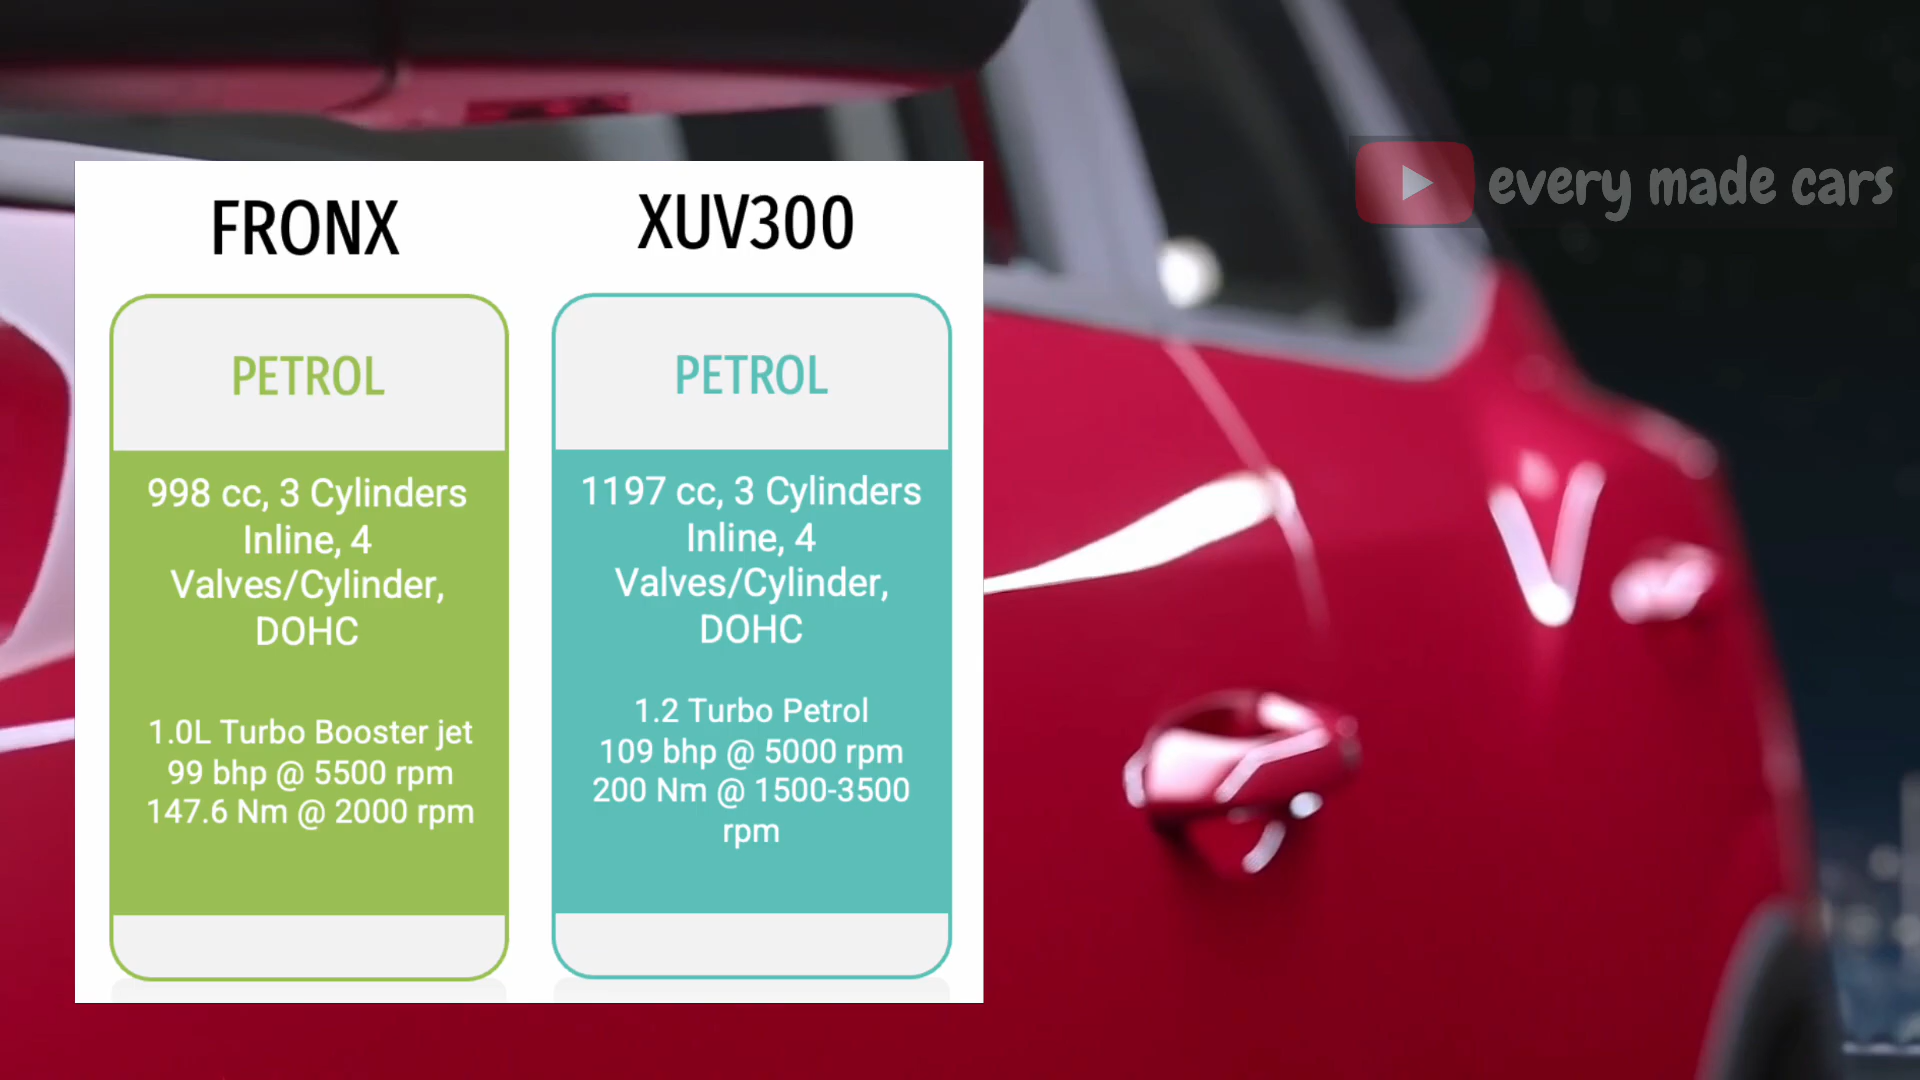 FRONX
PETROL
998 cc, 3 Cylinders
Inline, 4
Valves/Cylinder,
DOHC
1.0L Turbo Booster jet
99 bhp @ 5500 rpm
147.6 Nm @ 2000 rpm
XUV300
PETROL
1197 cc, 3 Cylinders
Inline, 4
Valves/Cylinder,
DOHC
1.2 Turbo Petrol
109 bhp @ 5000 rpm
200 Nm @ 1500-3500
rpm
every made cars
V